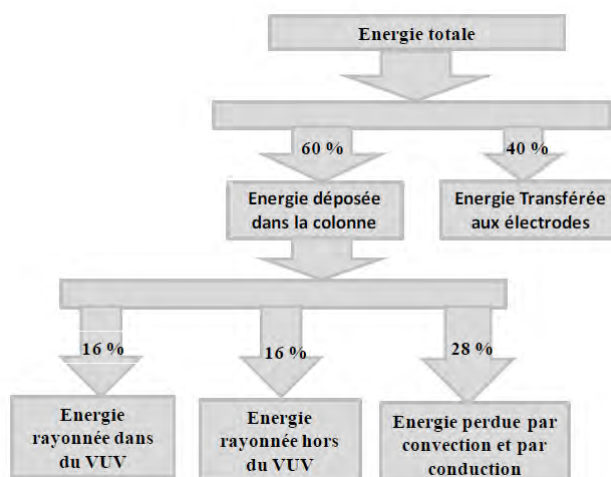 Energie totale
60 %
40 %
Energie déposée
dans la colonne
Energie Transférée
aux électrodes
16 %
16 %
28 %
Energie
rayonnée dans
du VUV
Energie
rayonnée hors
du VUV
Energie perdue par
convection et par
conduction